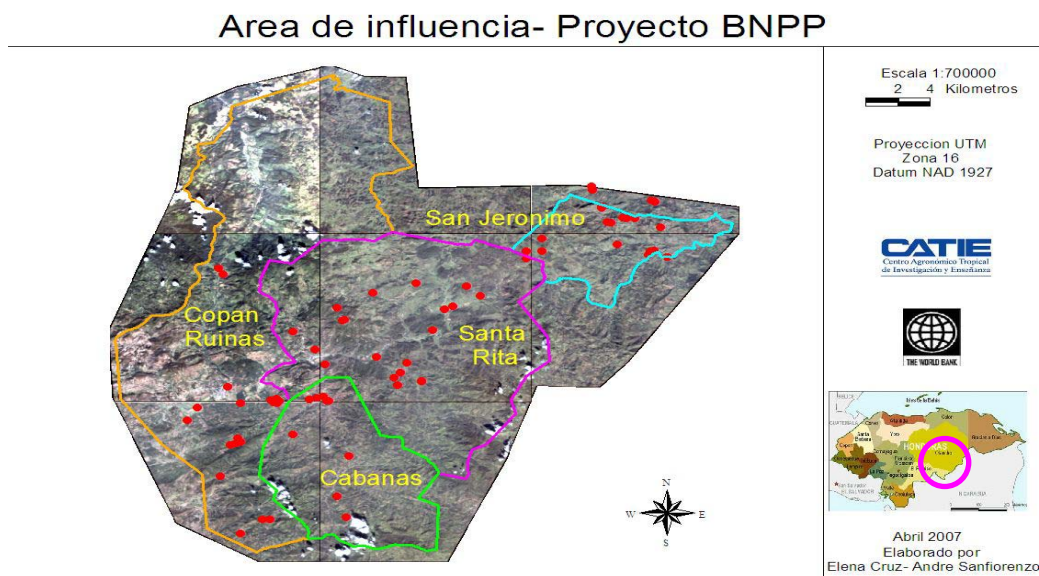 Area de influencia- Proyecto BNPP
Escala 1:700000
2 4 Kilometros
Proyeccion UTM
Zona 16
Datum NAD 1927
San Jeronimo
Copan
Ruinas
Santa
Rita
Cabanas
CATIE
Centro Agronómico Tropical
de Investigación y Enseñanza
THE WORLD BANK
HONDURAS
NICARAGUA
EL SALVADOR
N
W
E
S
Abril 2007
Elaborado por
Elena Cruz- Andre Sanfiorenzo